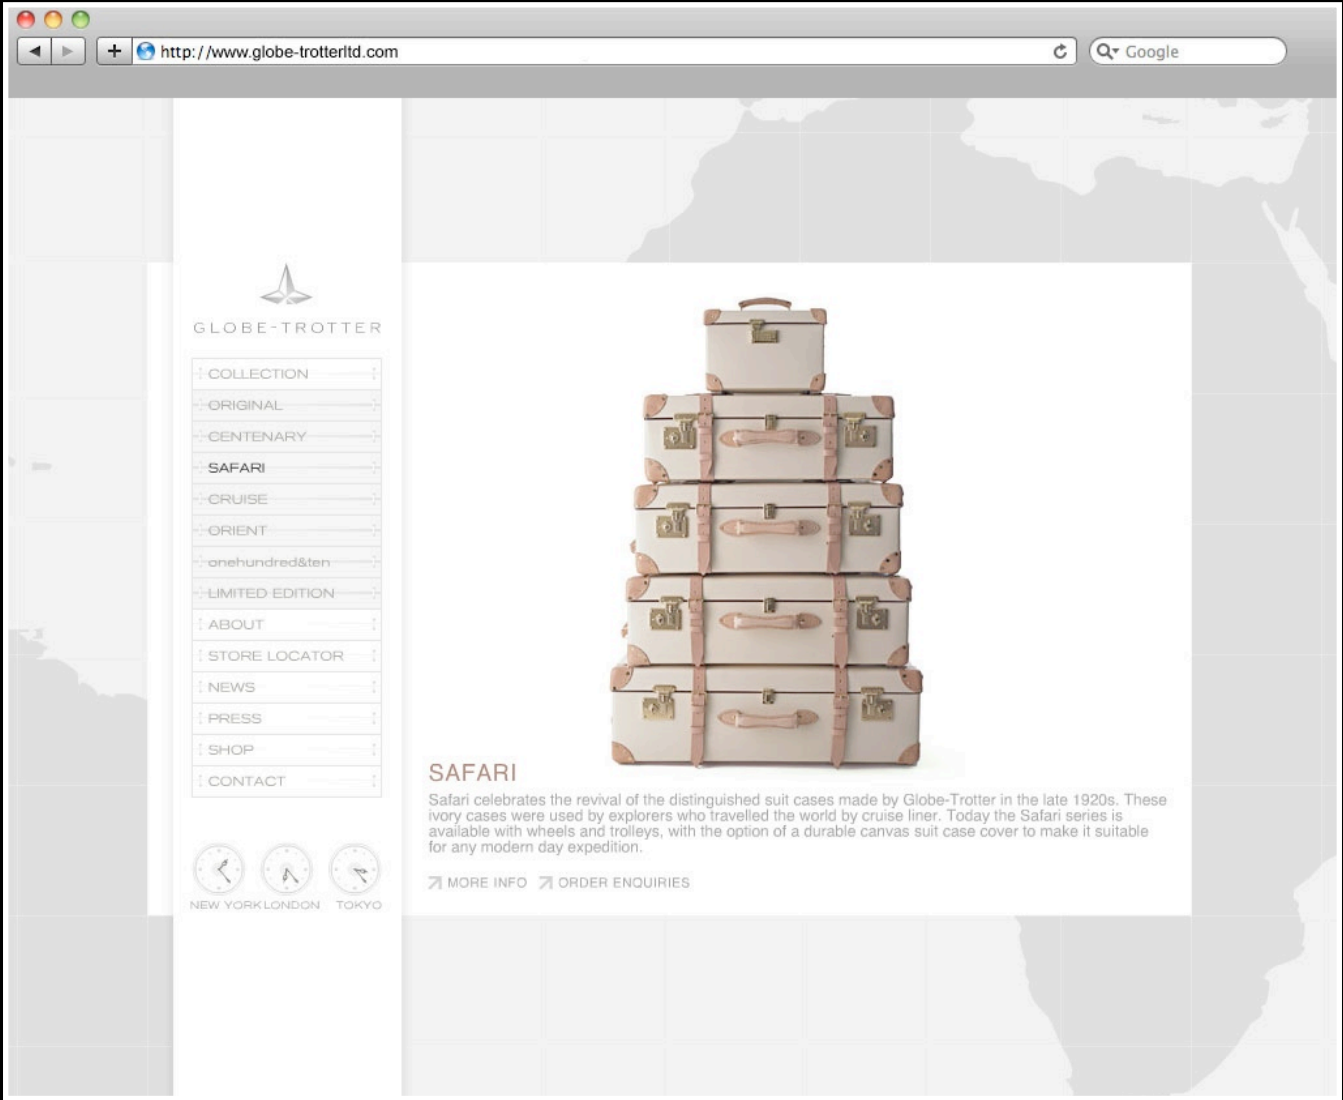 http://www.globe-trotterltd.com
Google
GLOBE-TROTTER
COLLECTION
ORIGINAL
CENTENARY
SAFARI
CRUISE
ORIENT
onehundred&ten
LIMITED EDITION
ABOUT
STORE LOCATOR
NEWS
PRESS
SHOP
CONTACT
NEW YORK LONDON TOKYO
SAFARI
Safari celebrates the revival of the distinguished suit cases made by Globe-Trotter in the late 1920s. These
ivory cases were used by explorers who travelled the world by cruise liner. Today the Safari series is
available with wheels and trolleys, with the option of a durable canvas suit case cover to make it suitable
for any modern day expedition.
MORE INFO ORDER ENQUIRIES